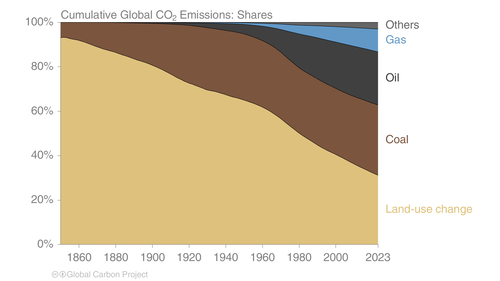 Cumulative Global CO₂ Emissions: Shares
100%
80%
60%
40%
20%
0%
1860
1880
1900
1920
1940
1960
1980
2000
2023
Others
Gas
Oil
Coal
Land-use change
Global Carbon Project